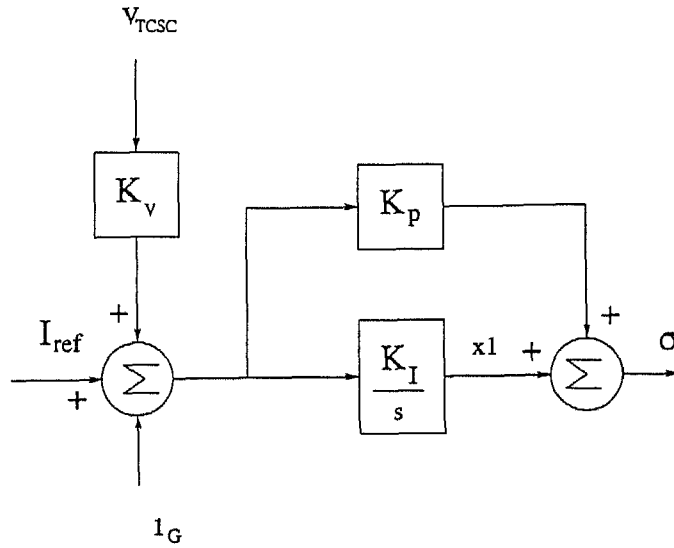 V_TCSC
K_v
K_p
+
I_ref
+
Σ
K_I
s
x1
+
+
Σ
σ
1_G